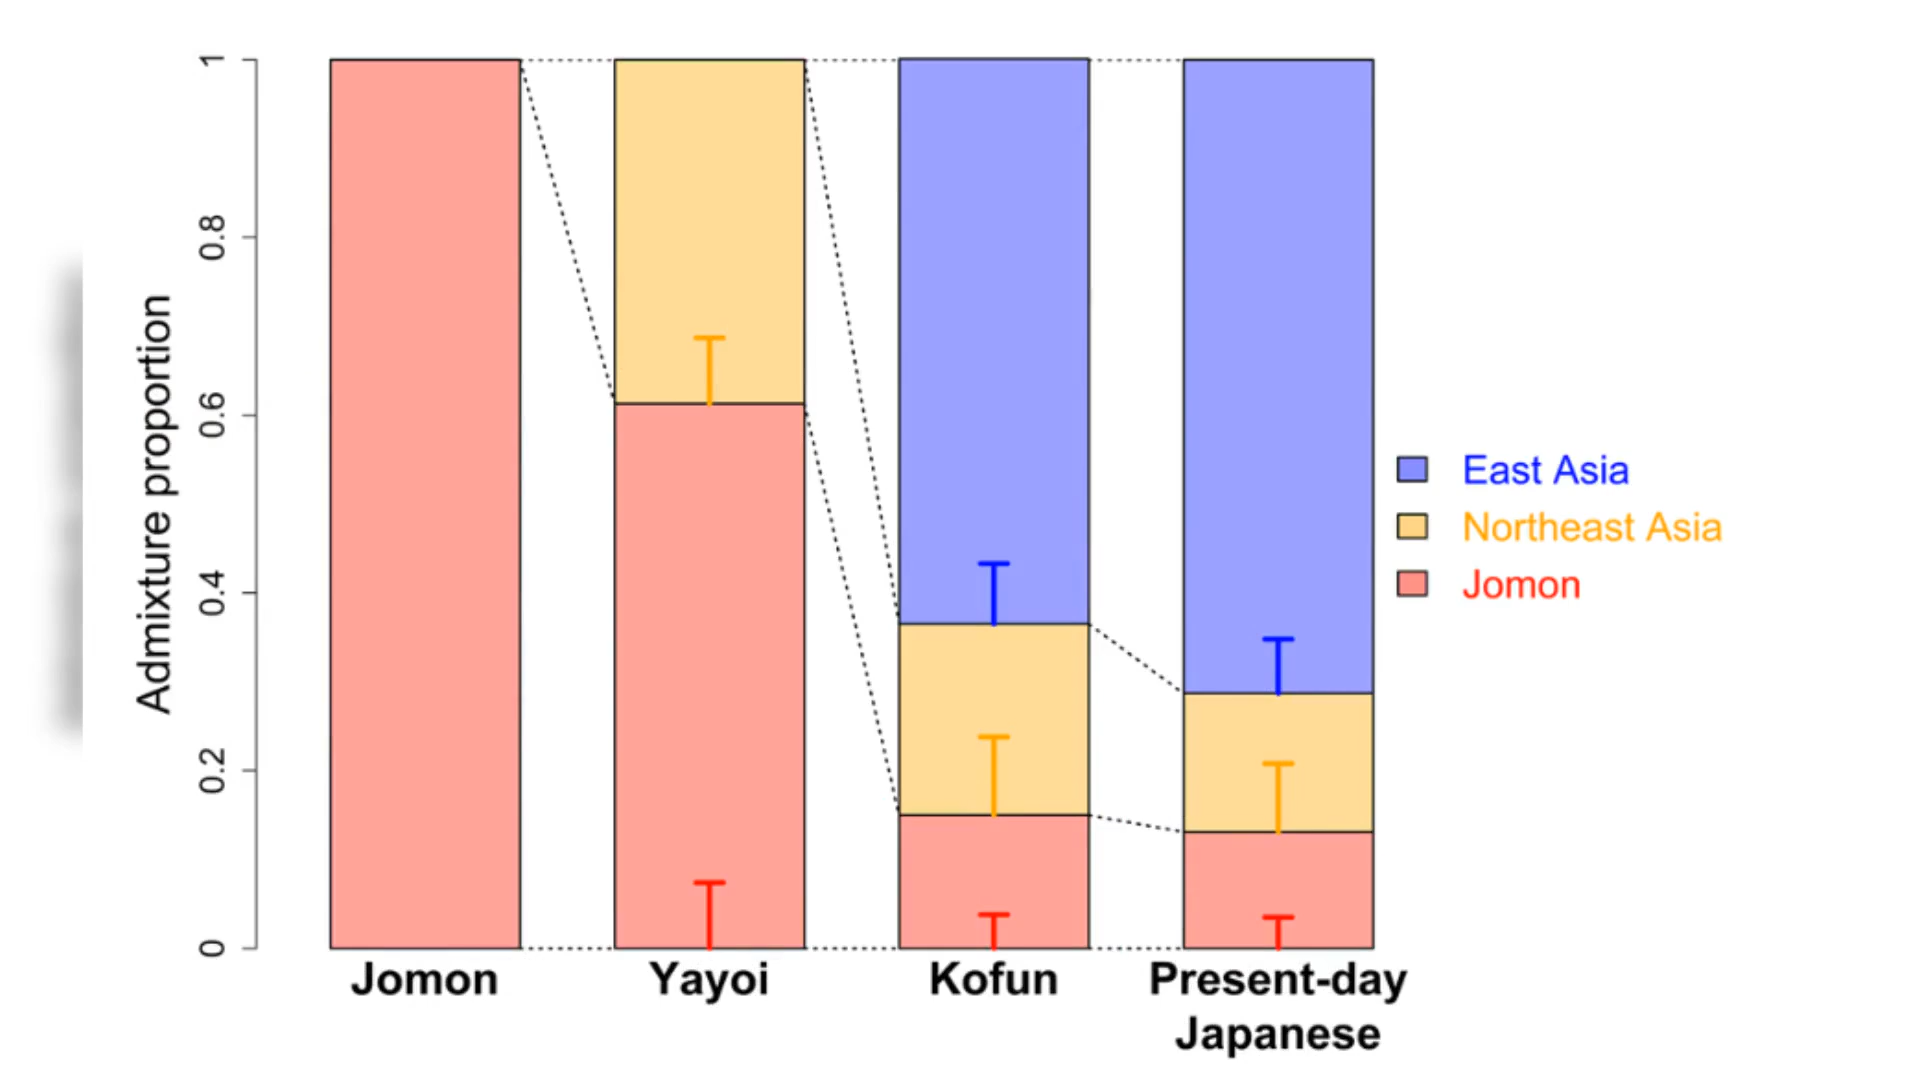 Admixture proportion
1
0.8
0.6
0.4
0.2
0
Jomon
Yayoi
Kofun
Present-day
Japanese
East Asia
Northeast Asia
Jomon